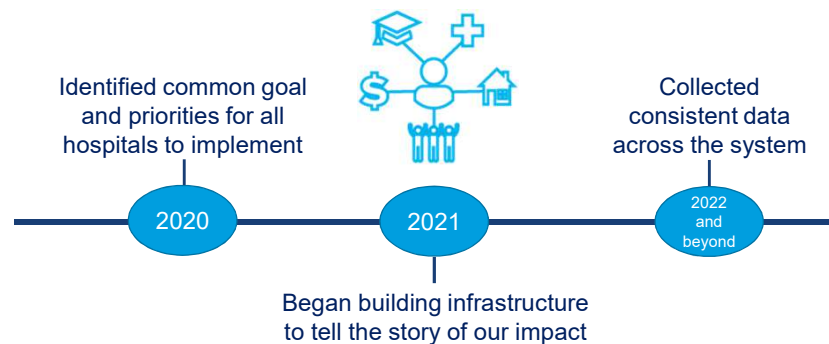 Identified common goal
and priorities for all
hospitals to implement
Collected
consistent data
across the system
2020
2021
2022
and
beyond
Began building infrastructure
to tell the story of our impact